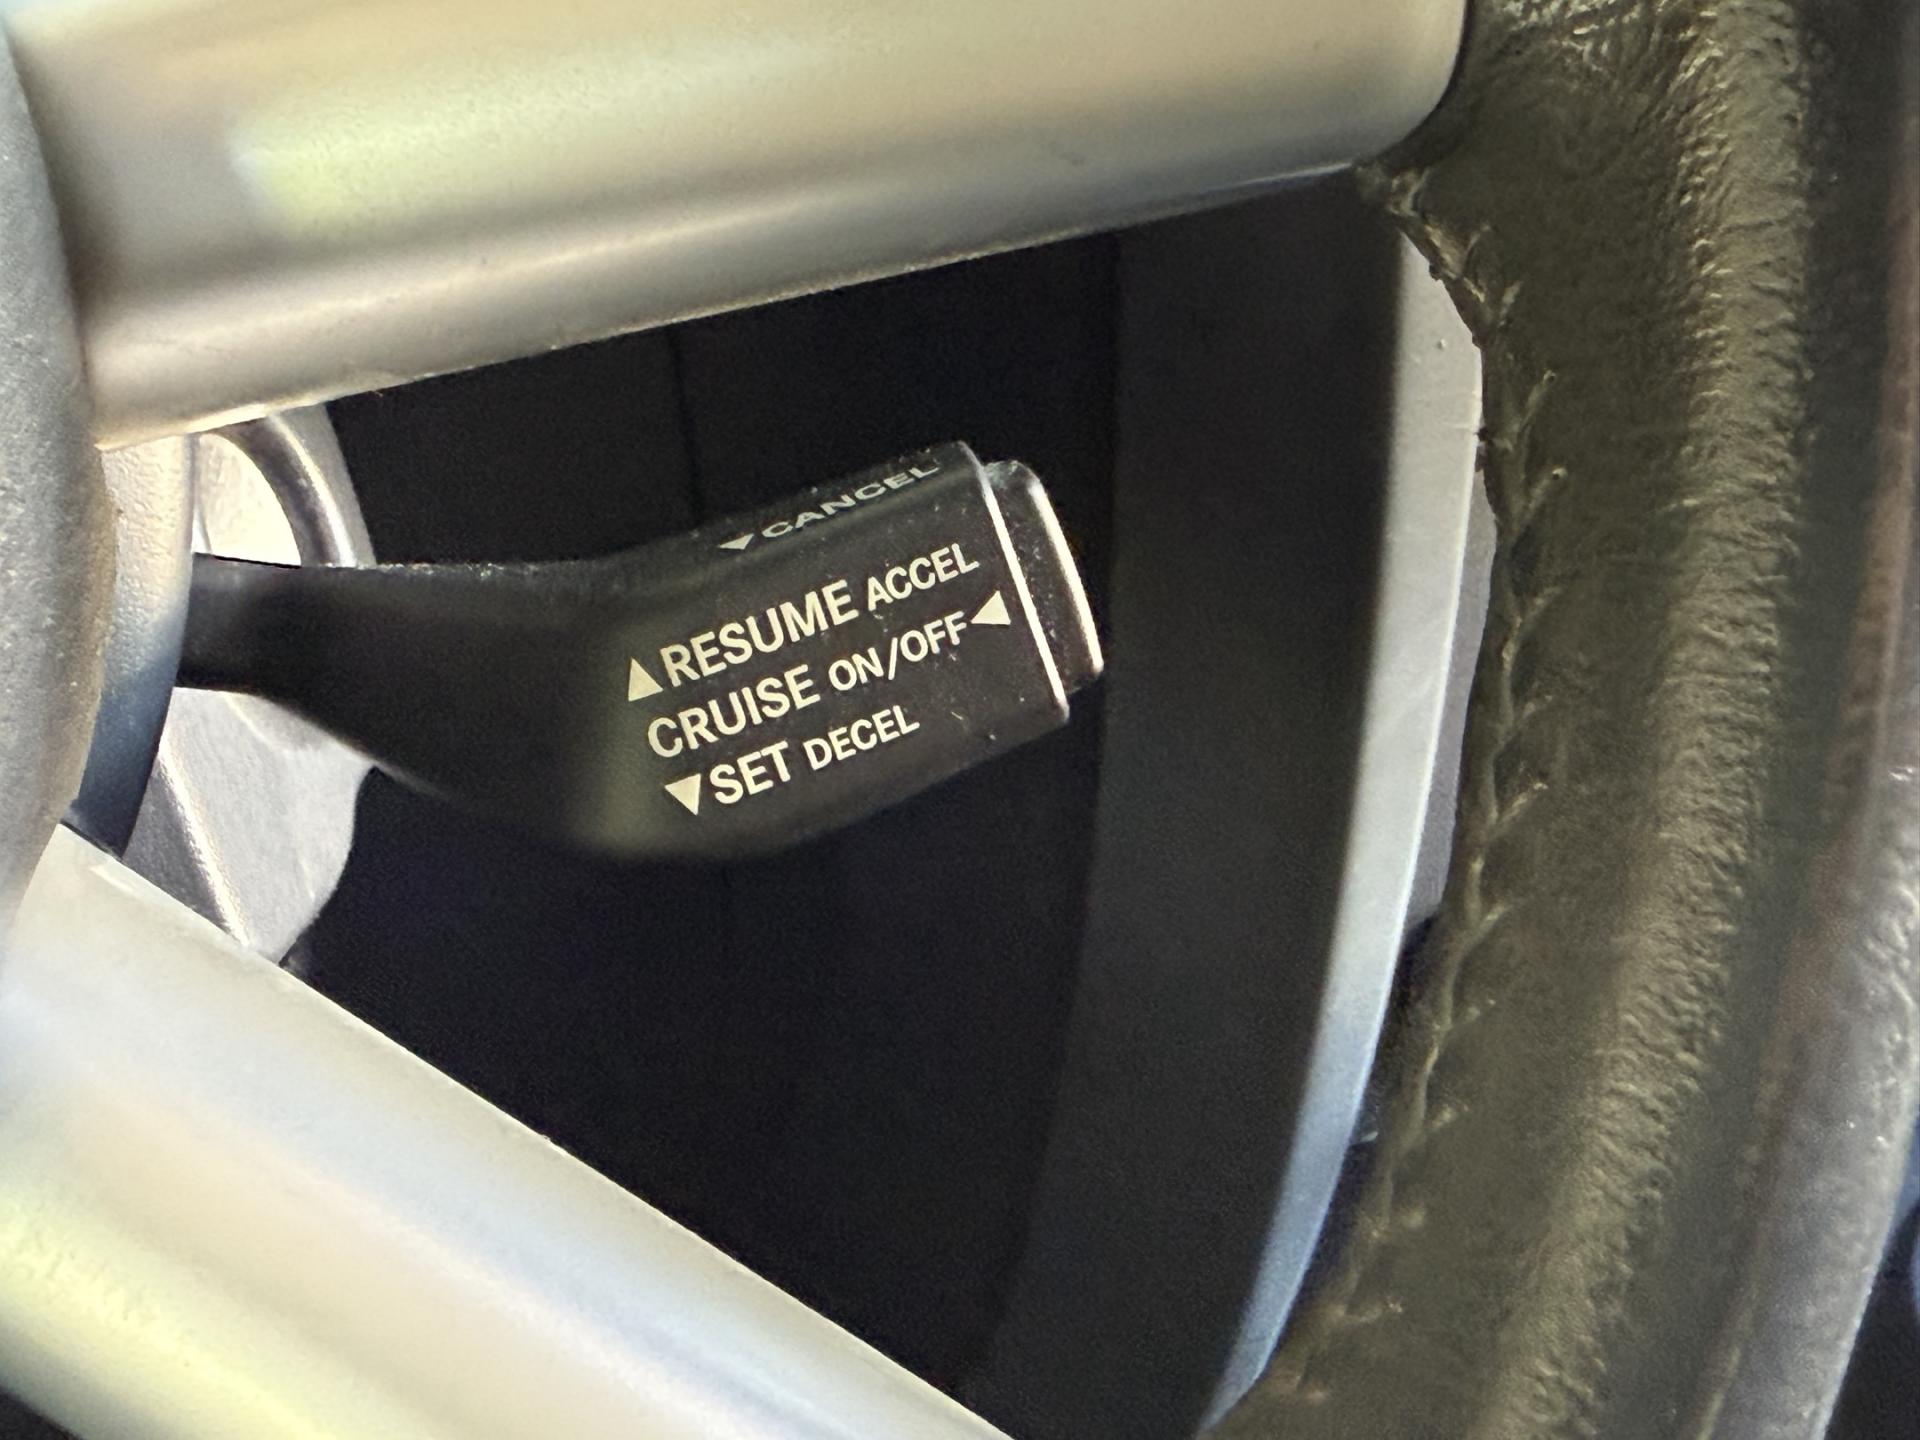 ▼CANCEL
▲RESUME ACCEL
CRUISE ON/OFF◀
▼SET DECEL